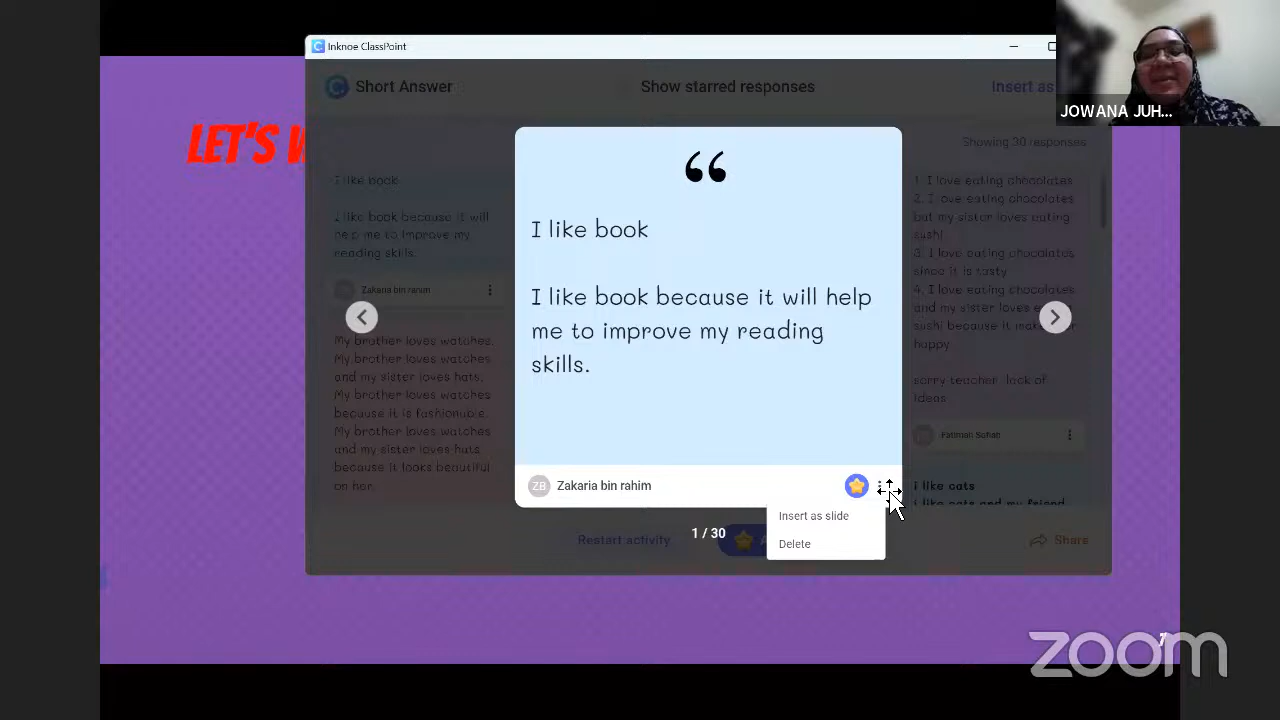 Inknoe ClassPoint
JOWANA JUH...
Short Answer
Show starred responses
Insert as
Showing 30 responses
LET'S
I like book
I like book because it will
help me to improve my
reading skills.
Zakaria bin rahim
My brother loves watches.
My brother loves watches
and my sister loves hats.
My brother loves watches
because it is fashionable.
My brother loves watches
and my sister loves hats
because it looks beautiful
on her.
I like book
I like book because it will help
me to improve my reading
skills.
ZB Zakaria bin rahim
Insert as slide
Delete
1. I love eating chocolates
2. I love eating chocolates
but my sister loves eating
sushi
3. I love eating chocolates
since it is tasty
4. I love eating chocolates
and my sister loves
sushi because it
happy
sorry teacher lack of
ideas
Fatimah Sohab
i like cats
i like cats and my friend
Restart activity
1 / 30
Share
zoom